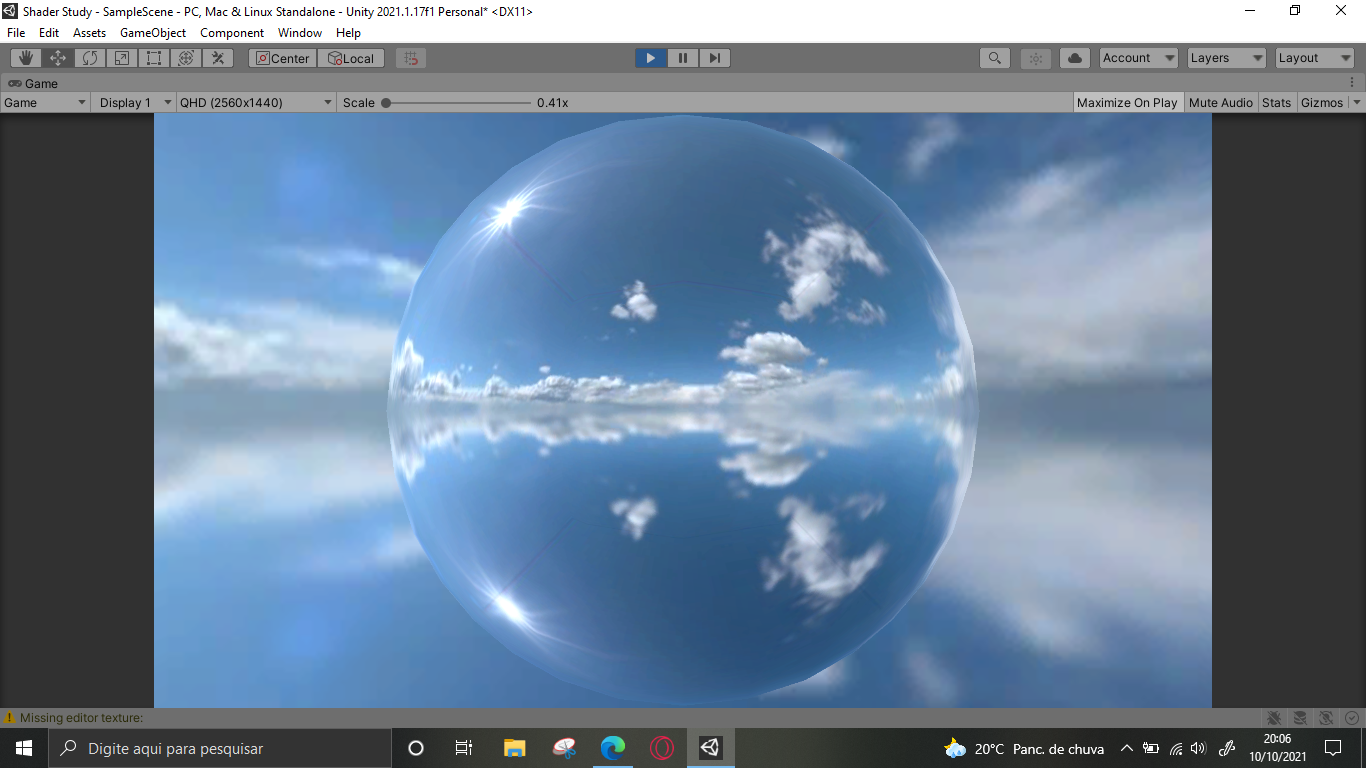 Shader Study - SampleScene - PC, Mac & Linux Standalone - Unity 2021.1.17f1 Personal* <DX11>
File Edit Assets GameObject Component Window Help
Center Local Account Layers Layout
Game
Game Display 1 QHD (2560x1440) Scale 0.41x Maximize On Play Mute Audio Stats Gizmos
Missing editor texture:
Digite aqui para pesquisar
20°C Panc. de chuva
20:06
10/10/2021